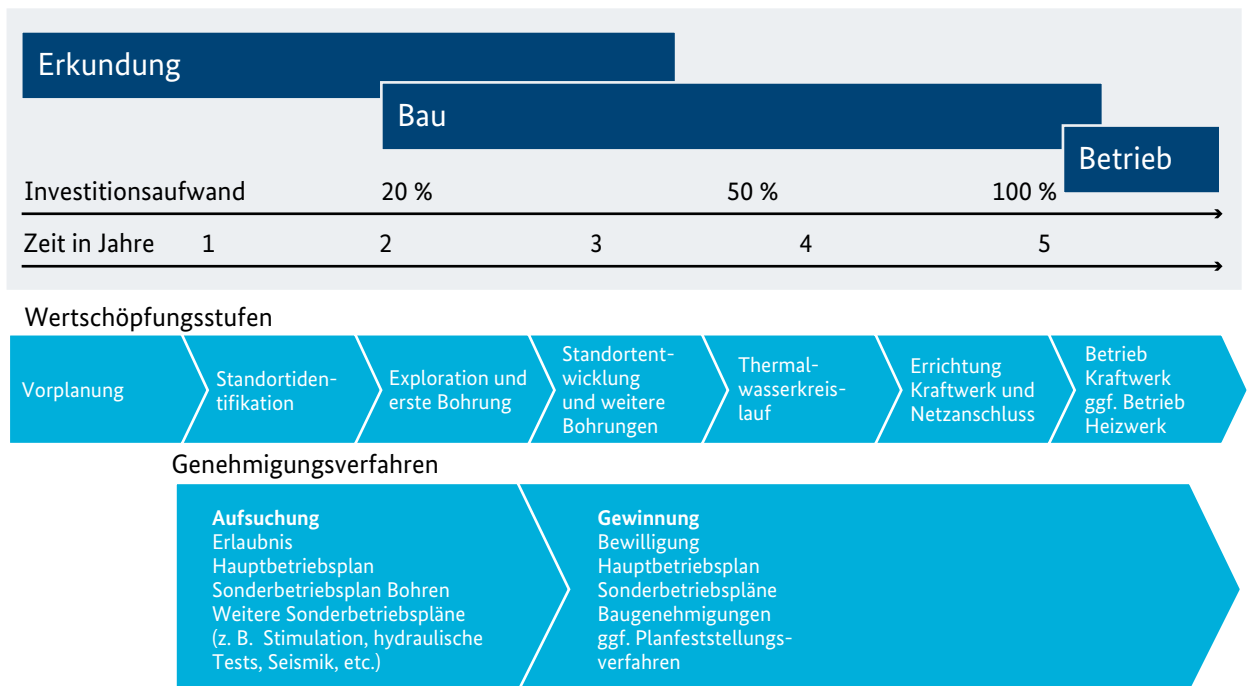 Erkundung
Bau
Betrieb
Investitionsaufwand 20 % 50 % 100 %
Zeit in Jahre 1 2 3 4 5
Wertschöpfungsstufen
Vorplanung
Standortiden-
tifikation
Exploration und
erste Bohrung
Standortent-
wicklung
und weitere
Bohrungen
Thermal-
wasserkreis-
lauf
Errichtung
Kraftwerk und
Netzanschluss
Betrieb
Kraftwerk
ggf. Betrieb
Heizwerk
Genehmigungsverfahren
Aufsuchung
Erlaubnis
Hauptbetriebsplan
Sonderbetriebsplan Bohren
Weitere Sonderbetriebspläne
(z. B. Stimulation, hydraulische
Tests, Seismik, etc.)
Gewinnung
Bewilligung
Hauptbetriebsplan
Sonderbetriebspläne
Baugenehmigungen
ggf. Planfeststellungs-
verfahren